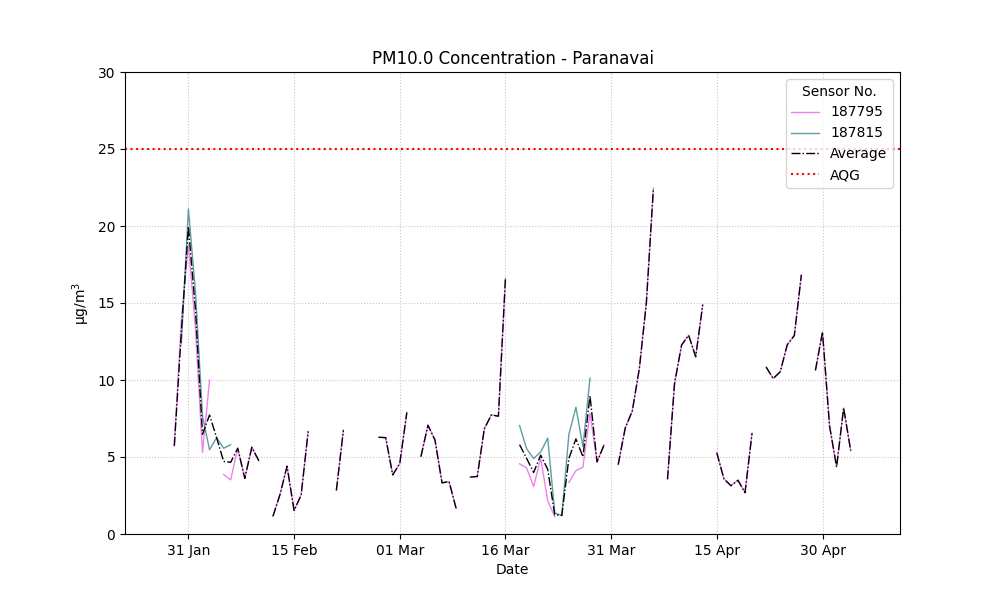 PM10.0 Concentration - Paranavai
30
25
20
15
10
5
0
µg/m³
Sensor No.
187795
187815
Average
AQG
31 Jan
15 Feb
01 Mar
16 Mar
31 Mar
15 Apr
30 Apr
Date